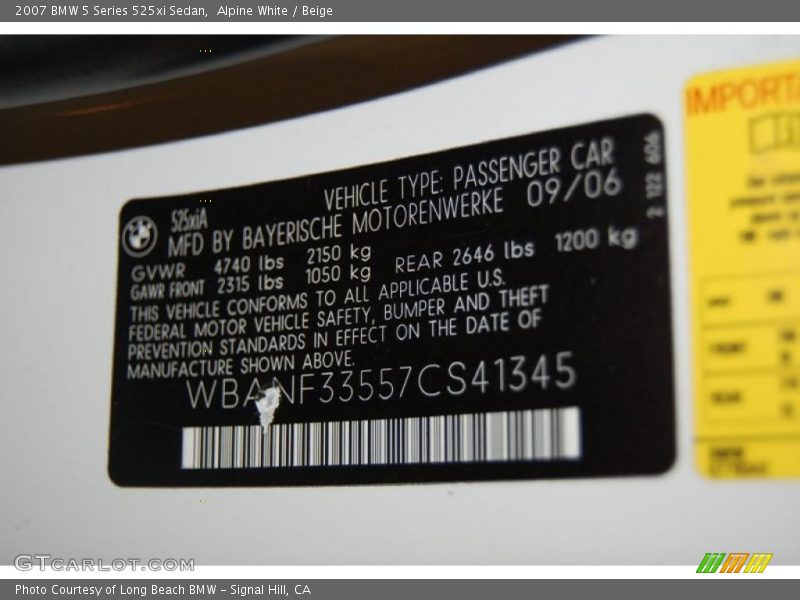 2007 BMW 5 Series 525xi Sedan,  Alpine White / Beige
IMPORTA
525xiA
VEHICLE TYPE: PASSENGER CAR
MFD BY BAYERISCHE MOTORENWERKE 09/06
GVWR 4740 lbs 2150 kg
GAWR FRONT 2315 lbs 1050 kg REAR 2646 lbs 1200 kg
THIS VEHICLE CONFORMS TO ALL APPLICABLE U.S.
FEDERAL MOTOR VEHICLE SAFETY, BUMPER AND THEFT
PREVENTION STANDARDS IN EFFECT ON THE DATE OF
MANUFACTURE SHOWN ABOVE.
WBANF33557CS41345
2 122 606
GTCARLOT.COM
Photo Courtesy of Long Beach BMW – Signal Hill, CA